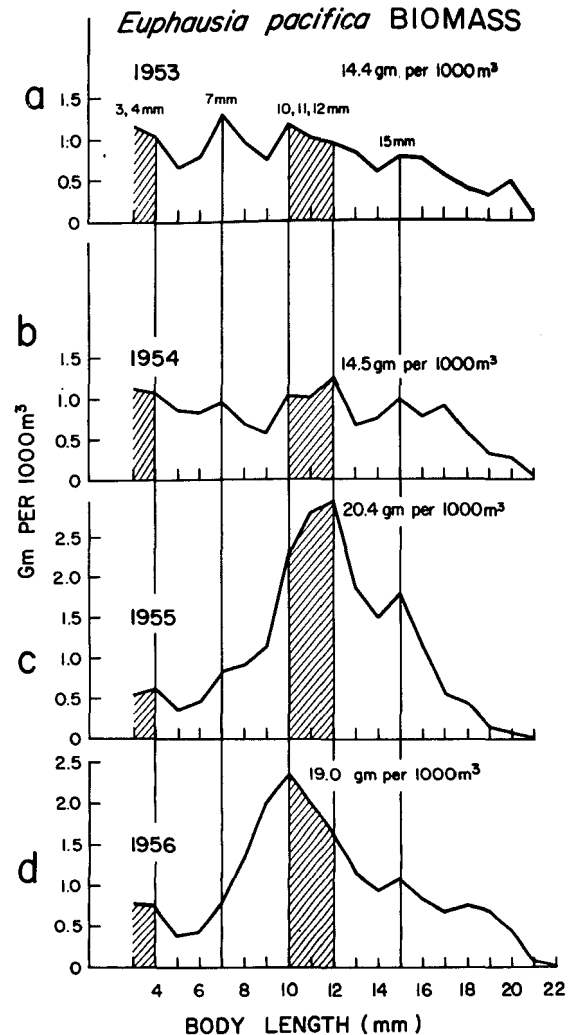 Euphausia pacifica BIOMASS
a
1953
14.4 gm. per 1000m³
3, 4mm
7mm
10, 11, 12mm
15mm
1.5
1.0
0.5
0
b
1954
14.5 gm per 1000m³
1.5
1.0
0.5
0
Gm PER 1000m³
c
1955
20.4 gm per 1000m³
2.5
2.0
1.5
1.0
0.5
0
d
1956
19.0 gm per 1000m³
2.5
2.0
1.5
1.0
0.5
0
4 6 8 10 12 14 16 18 20 22
BODY LENGTH (mm)